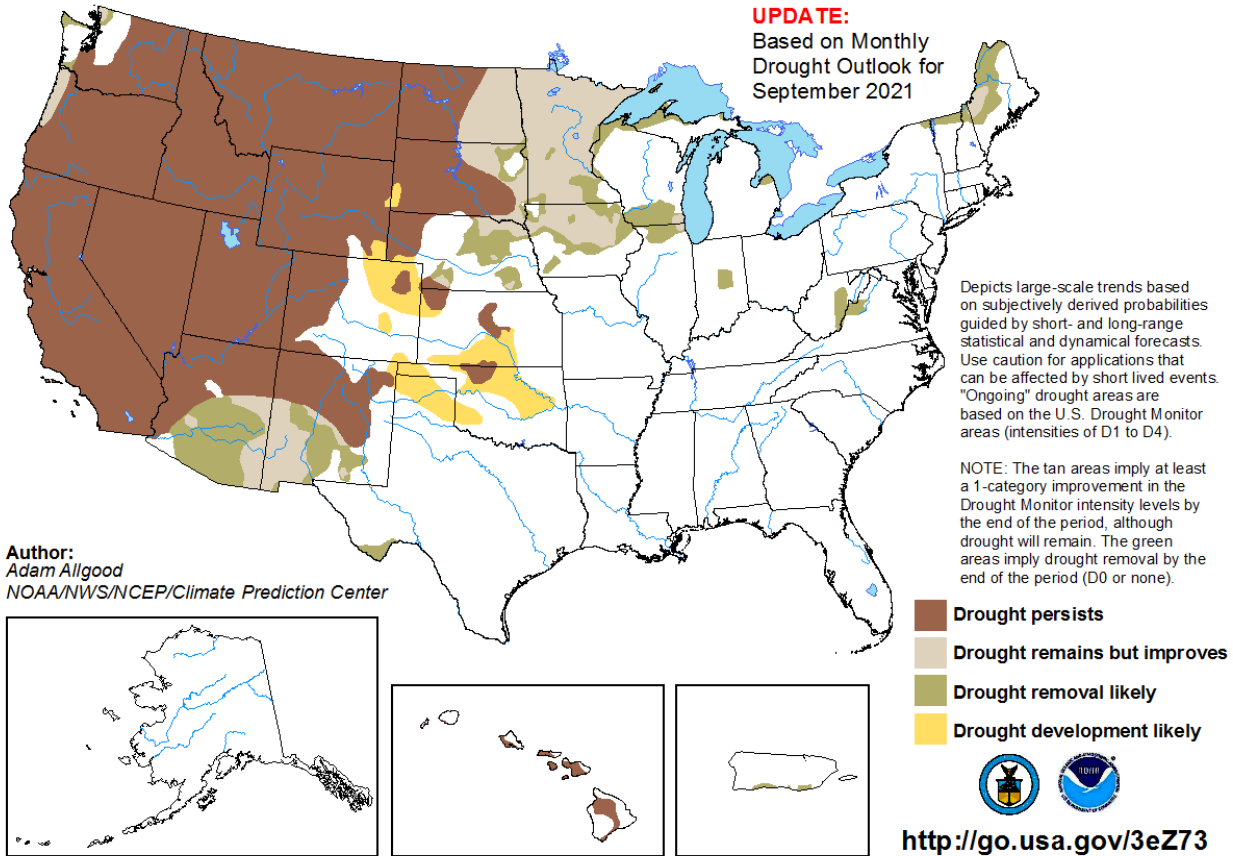 UPDATE:
Based on Monthly
Drought Outlook for
September 2021
Depicts large-scale trends based
on subjectively derived probabilities
guided by short- and long-range
statistical and dynamical forecasts.
Use caution for applications that
can be affected by short lived events.
"Ongoing" drought areas are
based on the U.S. Drought Monitor
areas (intensities of D1 to D4).
NOTE: The tan areas imply at least
a 1-category improvement in the
Drought Monitor intensity levels by
the end of the period, although
drought will remain. The green
areas imply drought removal by the
end of the period (D0 or none).
Author:
Adam Allgood
NOAA/NWS/NCEP/Climate Prediction Center
Drought persists
Drought remains but improves
Drought removal likely
Drought development likely
http://go.usa.gov/3eZ73